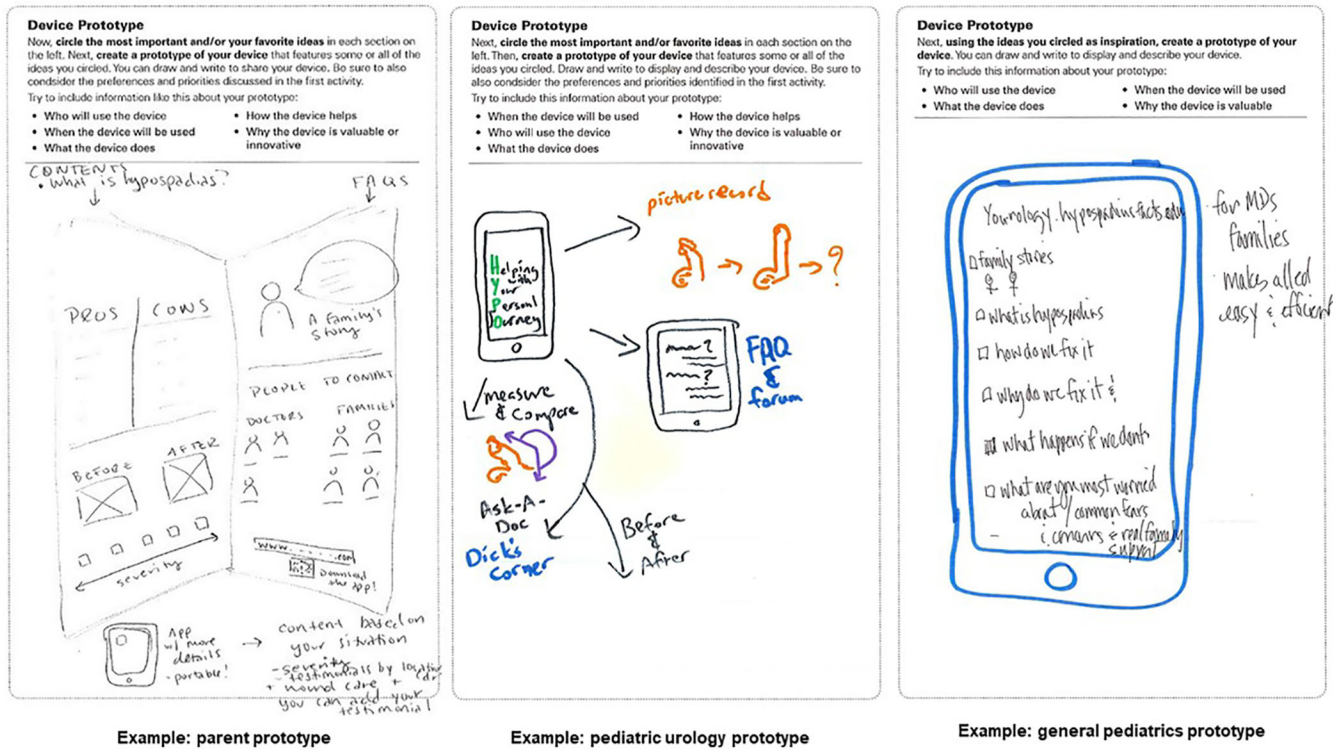 Device Prototype
Now, circle the most important and/or your favorite ideas in each section on
the left. Next, create a prototype of your device that features some or all of the
ideas you circled. You can draw and write to share your device. Be sure to also
condsider the preferences and priorities discussed in the first activity.
Try to include information like this about your prototype:
• Who will use the device
• When the device will be used
• What the device does
• How the device helps
• Why the device is valuable or
innovative
CONTENTS
• What is hypospadias?
FAQS
PROS
CONS
A Family's
Story
PEOPLE TO CONTACT
DOCTORS
FAMILIES
BEFORE
AFTER
severity
www. . . . .com
Download
the app!
App
w/ more
details
- portable!
content based on
your situation
- severity
- testimonials by location
+ wound care +
you can add your
testimonial
Example: parent prototype
Device Prototype
Next, circle the most important and/or favorite ideas in each section on the
left. Then, create a prototype of your device that features some or all of the
ideas you circled. Draw and write to display and describe your device. Be sure to
also condsider the preferences and priorities identified in the first activity.
Try to include this information about your prototype:
• When the device will be used
• Who will use the device
• What the device does
• How the device helps
• Why the device is valuable or
innovative
picture record
?
Helping
with
Your
Personl
Ourney
FAQ
&
forum
measure
& Compare
Ask-A-
Doc
Dick's
Corner
Before
&
After
Example: pediatric urology prototype
Device Prototype
Next, using the ideas you circled as inspiration, create a prototype of your
device. You can draw and write to display and describe your device.
Try to include this information about your prototype:
• Who will use the device
• What the device does
• When the device will be used
• Why the device is valuable
Yourology.hypospadiasfacts.edu
family stories
what is hypospadias
how do we fix it
why do we fix it &
what happens if we dont
what are you most worried
about / common fears
& concerns & real family
support
for MDs
families
makes all ed
easy & efficient
Example: general pediatrics prototype